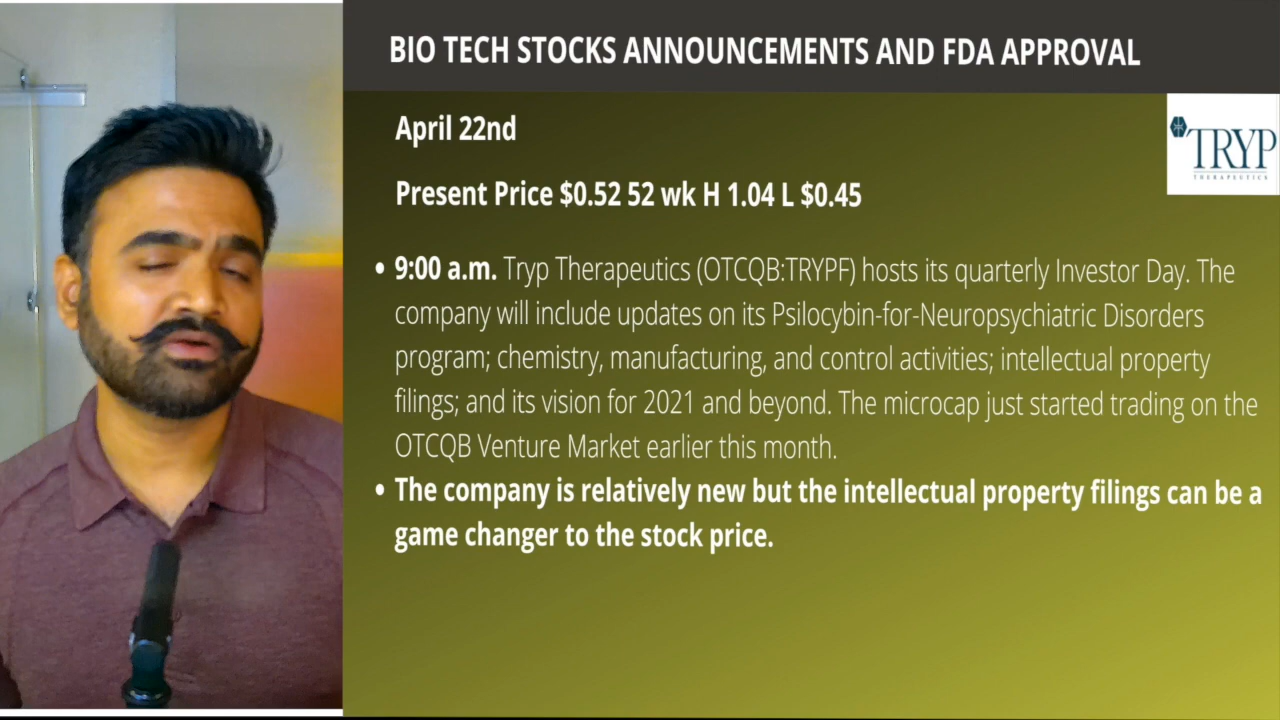 BIO TECH STOCKS ANNOUNCEMENTS AND FDA APPROVAL
April 22nd
TRYP
THERAPEUTICS
Present Price $0.52 52 wk H 1.04 L $0.45
• 9:00 a.m. Tryp Therapeutics (OTCQB:TRYPF) hosts its quarterly Investor Day. The
company will include updates on its Psilocybin-for-Neuropsychiatric Disorders
program; chemistry, manufacturing, and control activities; intellectual property
filings; and its vision for 2021 and beyond. The microcap just started trading on the
OTCQB Venture Market earlier this month.
• The company is relatively new but the intellectual property filings can be a
game changer to the stock price.